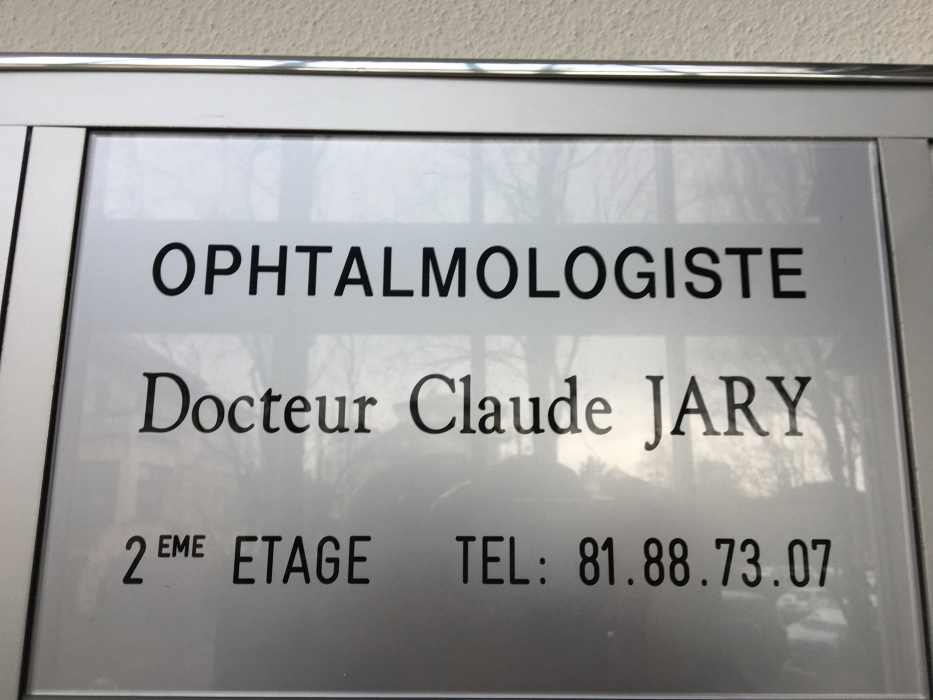 OPHTALMOLOGISTE
Docteur Claude JARY
2EME ETAGE TEL: 81.88.73.07